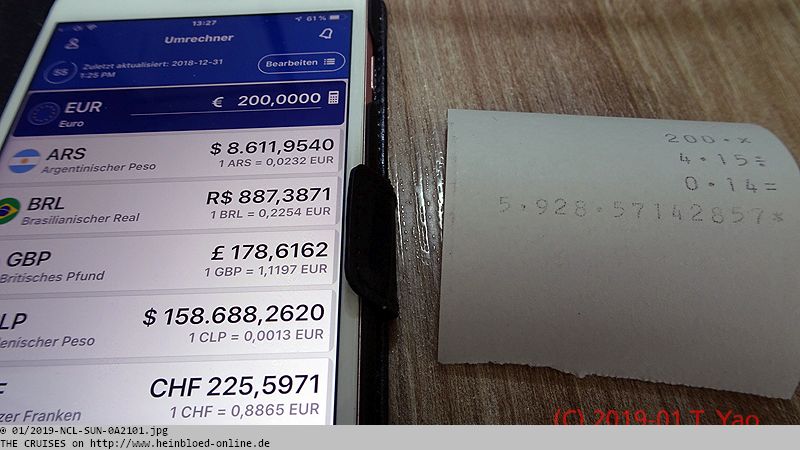 13:27
61 %
Umrechner
$$
Zuletzt aktualisiert: 2018-12-31
1:25 PM
Bearbeiten
EUR
€ 200,0000
Euro
ARS
$ 8.611,9540
Argentinischer Peso
1 ARS = 0,0232 EUR
BRL
R$ 887,3871
Brasilianischer Real
1 BRL = 0,2254 EUR
GBP
£ 178,6162
Britisches Pfund
1 GBP = 1,1197 EUR
LP
$ 158.688,2620
enischer Peso
1 CLP = 0,0013 EUR
F
CHF 225,5971
zer Franken
1 CHF = 0,8865 EUR
200·×
4·15÷
0·14=
5·928·57142857*
(C) 2019-01 T. Yao
@ 01/2019-NCL-SUN-0A2101.jpg
THE CRUISES on http://www.heinbloed-online.de